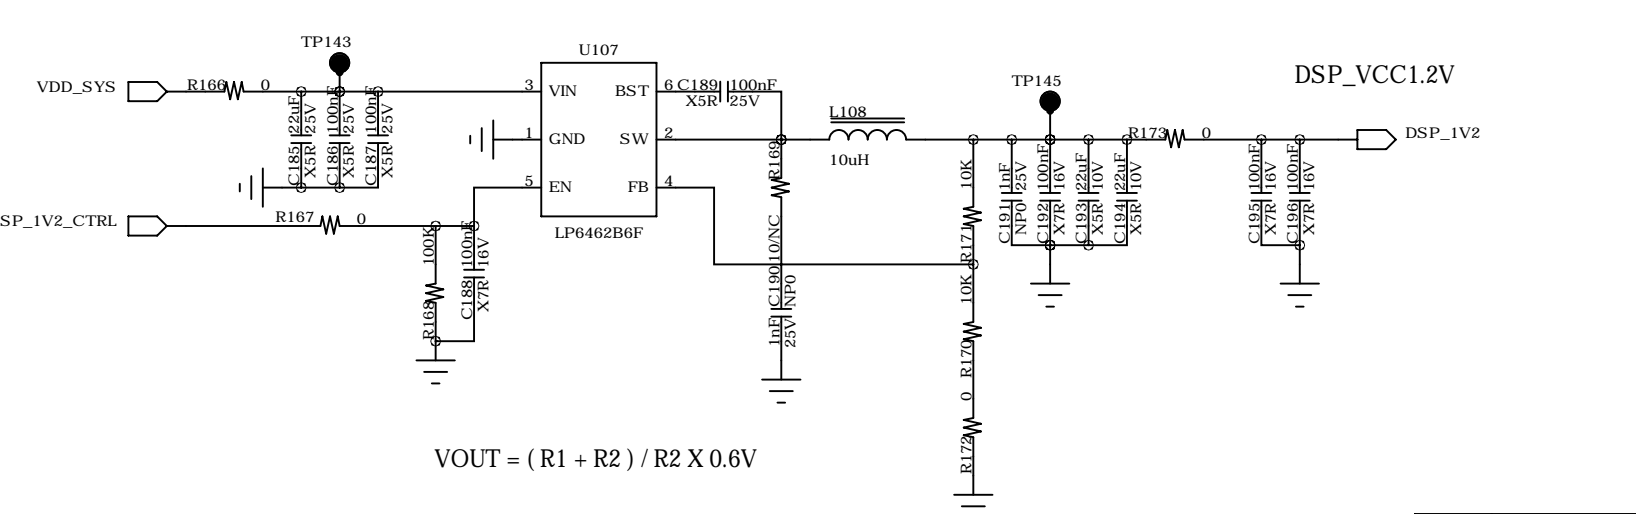 TP143
U107
VDD_SYS
R166
0
3
VIN
BST
6
C189
100nF
X5R
25V
TP145
DSP_VCC1.2V
C185
22uF
X5R
25V
C186
100nF
X5R
25V
C187
100nF
X5R
25V
1
GND
SW
2
L108
10uH
R173
0
DSP_1V2
5
EN
FB
4
R169
10/NC
LP6462B6F
SP_1V2_CTRL
R167
0
R168
100K
C188
100nF
X7R
16V
C190
1nF
NP0
25V
10K
R171
10K
R170
0
R172
C191
1nF
NP0
25V
C192
100nF
X7R
16V
C193
22uF
X5R
10V
C194
22uF
X5R
10V
C195
100nF
X7R
16V
C196
100nF
X7R
16V
VOUT = ( R1 + R2 ) / R2 X 0.6V